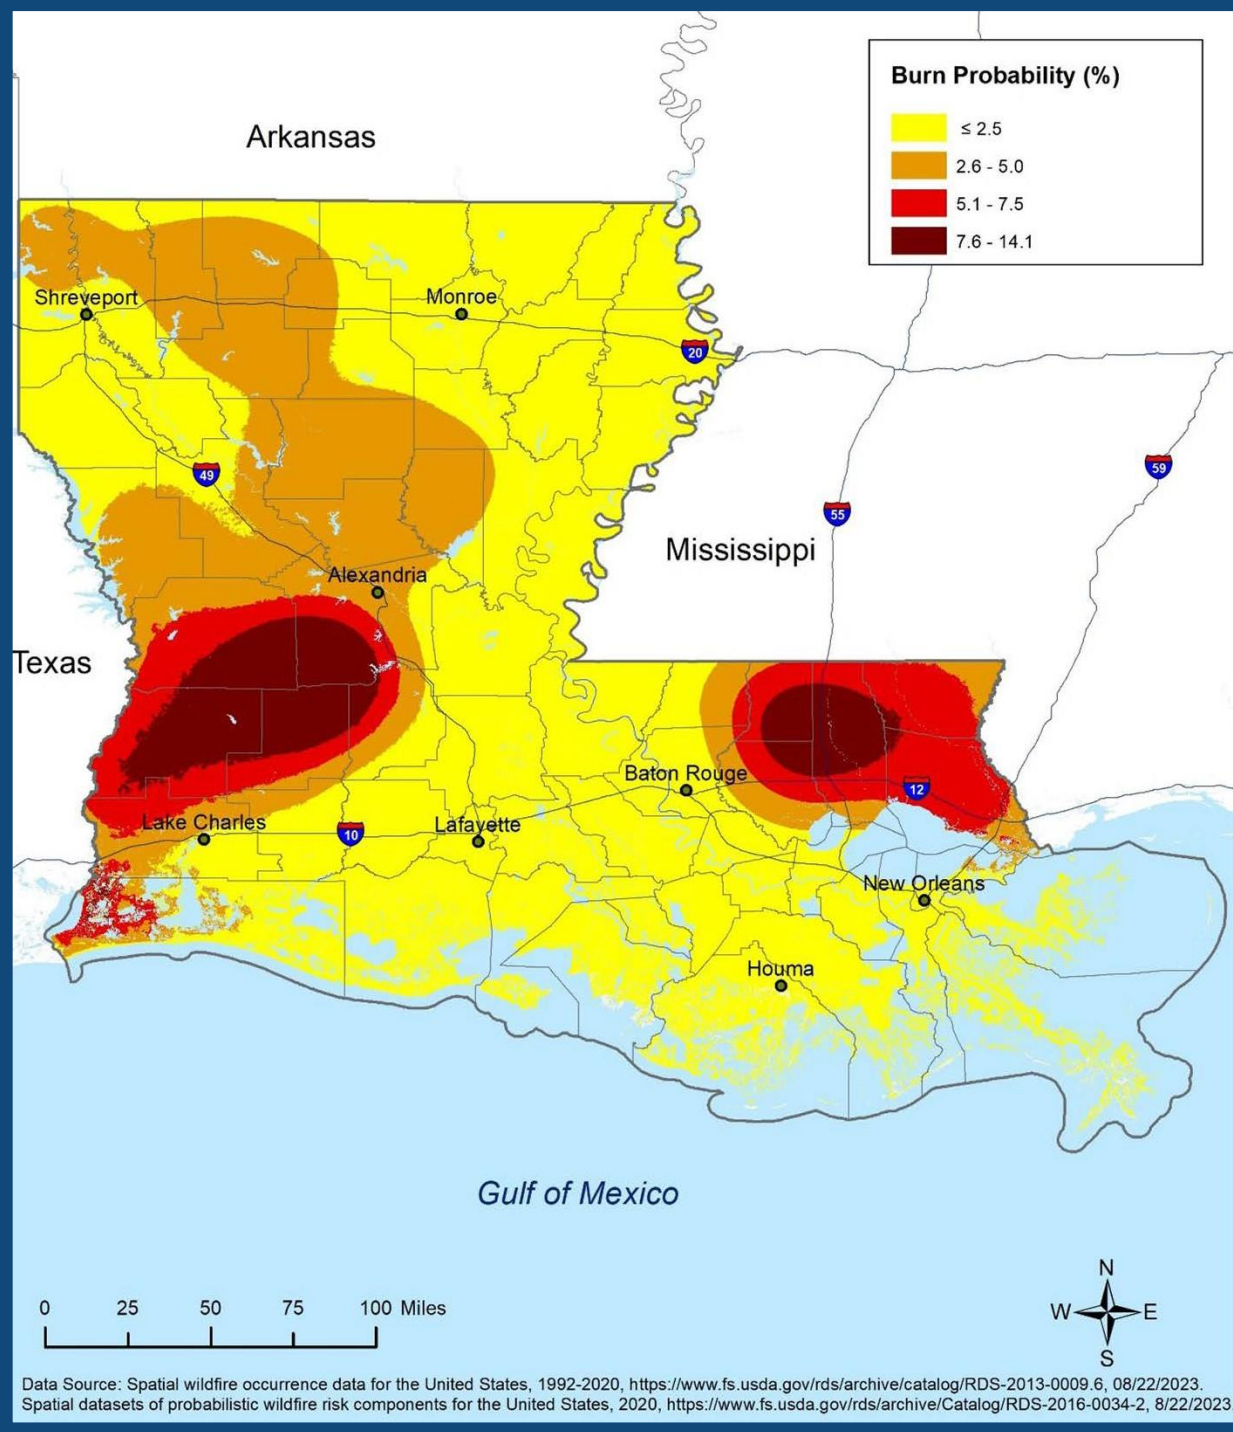 Burn Probability (%)
≤ 2.5
2.6 - 5.0
5.1 - 7.5
7.6 - 14.1
Arkansas
Shreveport
Monroe
20
49
59
55
Mississippi
Alexandria
Texas
Baton Rouge
12
Lake Charles
10
Lafayette
New Orleans
Houma
Gulf of Mexico
N
W E
S
0 25 50 75 100 Miles
Data Source: Spatial wildfire occurrence data for the United States, 1992-2020, https://www.fs.usda.gov/rds/archive/catalog/RDS-2013-0009.6, 08/22/2023.
Spatial datasets of probabilistic wildfire risk components for the United States, 2020, https://www.fs.usda.gov/rds/archive/Catalog/RDS-2016-0034-2, 8/22/2023